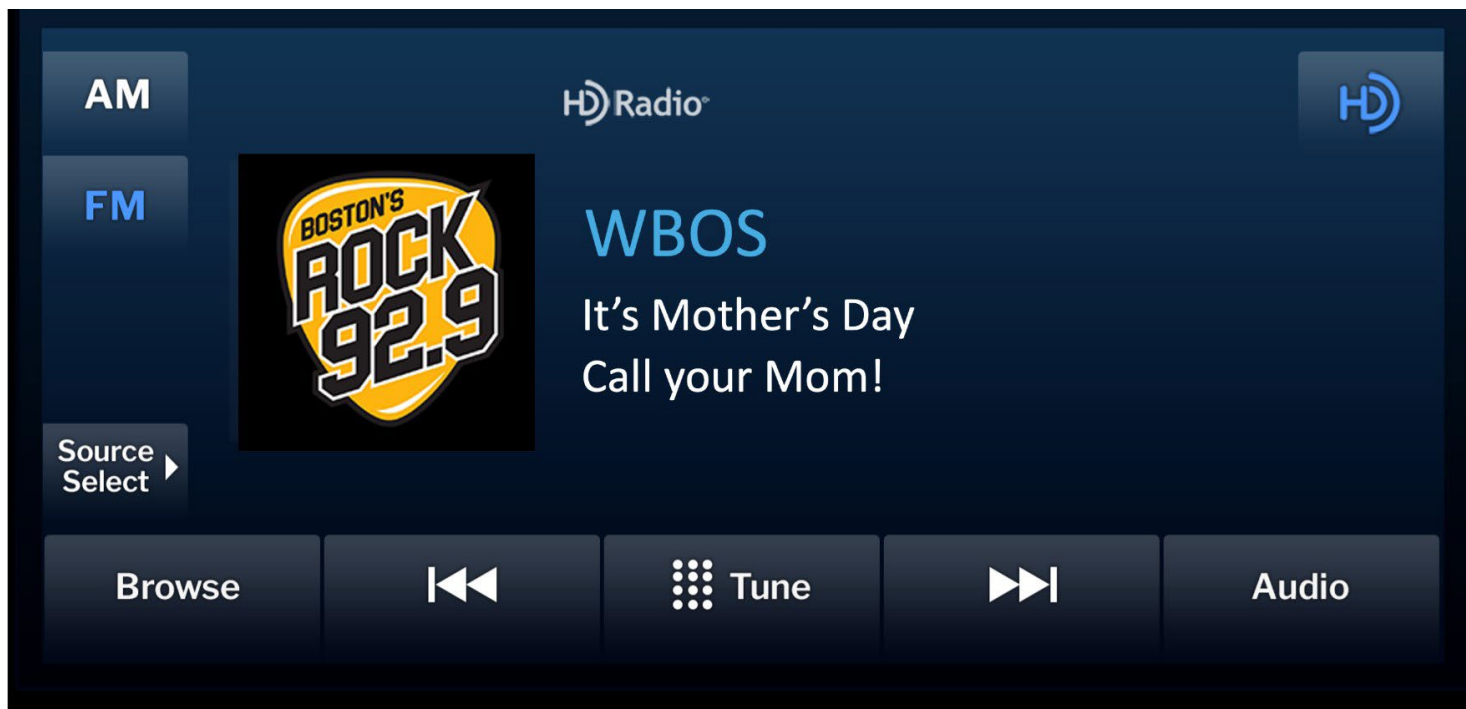 AM
HD Radio®
HD
FM
BOSTON'S
ROCK
92.9
WBOS
It's Mother's Day
Call your Mom!
Source
Select
Browse
Tune
Audio